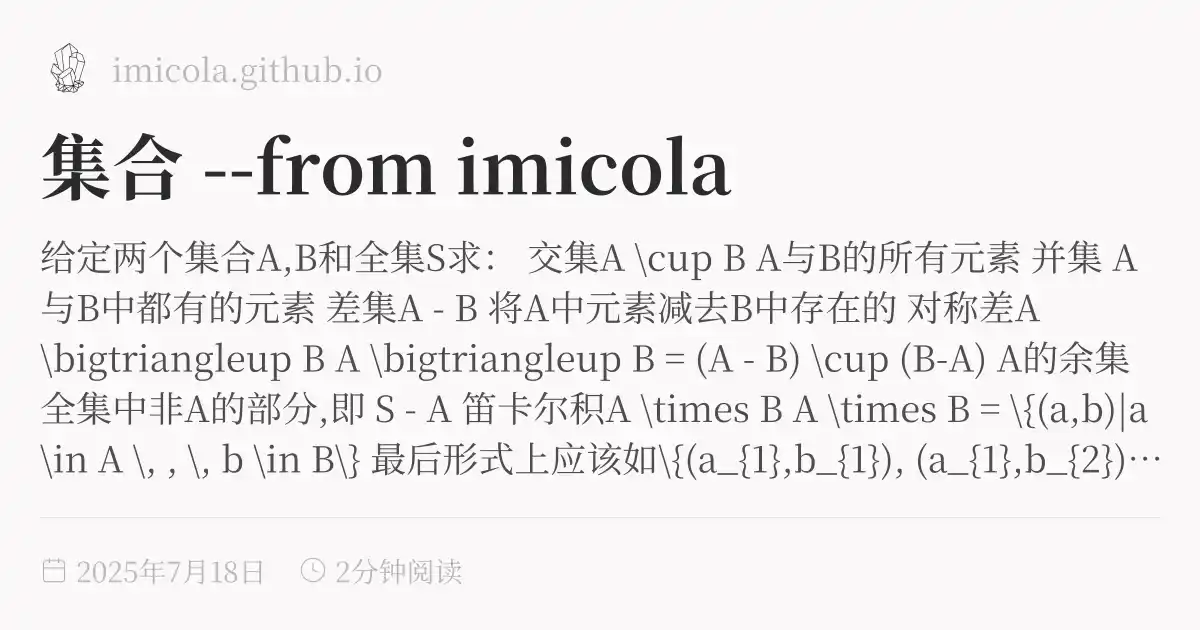 imicola.github.io
集合 --from imicola
给定两个集合A,B和全集S求： 交集A \cup B A与B的所有元素 并集 A
与B中都有的元素 差集A - B 将A中元素减去B中存在的 对称差A
\bigtriangleup B A \bigtriangleup B = (A - B) \cup (B-A) A的余集
全集中非A的部分,即 S - A 笛卡尔积A \times B A \times B = \{(a,b)|a
\in A \, , \, b \in B\} 最后形式上应该如\{(a_{1},b_{1}), (a_{1},b_{2})⋯
2025年7月18日 2分钟阅读